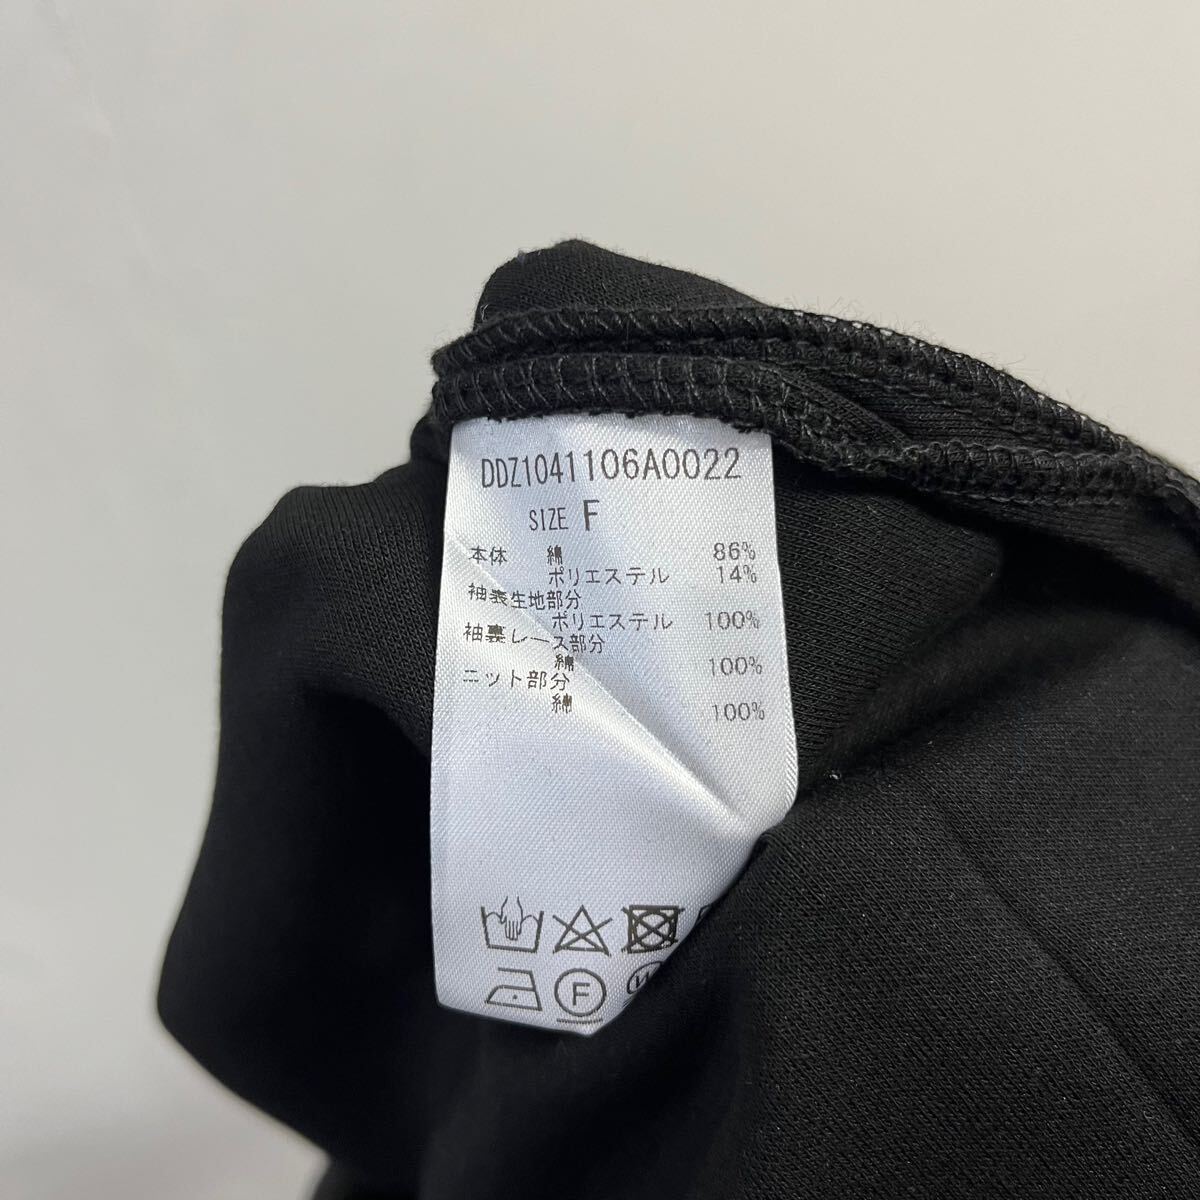 DDZ1041106A0022
SIZE F
本体 綿 86%
ポリエステル 14%
袖表生地部分
ポリエステル 100%
袖裏レース部分
綿 100%
ニット部分
綿 100%
F
W